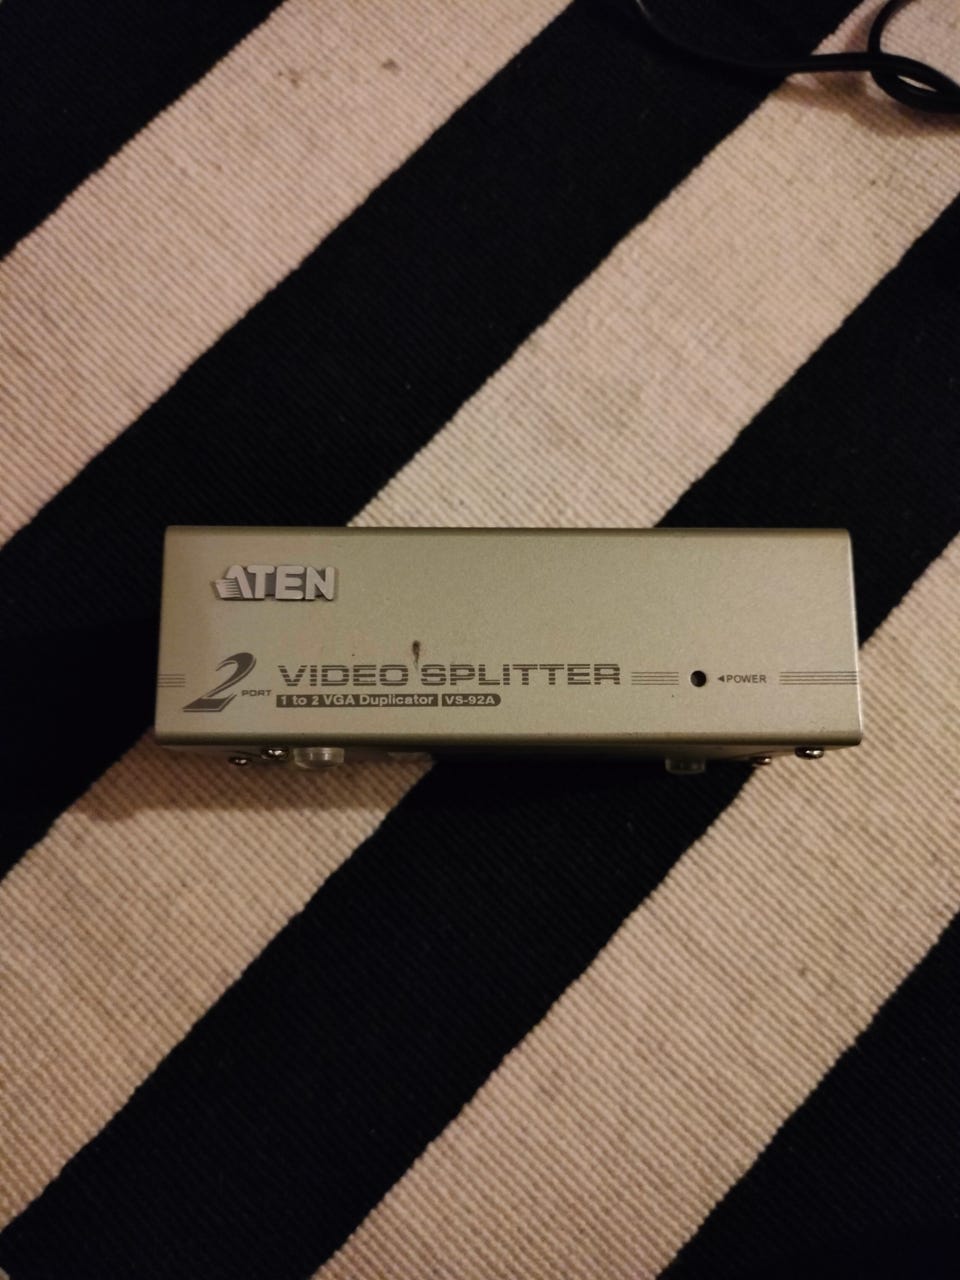 ATEN
2 PORT VIDEO SPLITTER ◄POWER
1 to 2 VGA Duplicator VS-92A